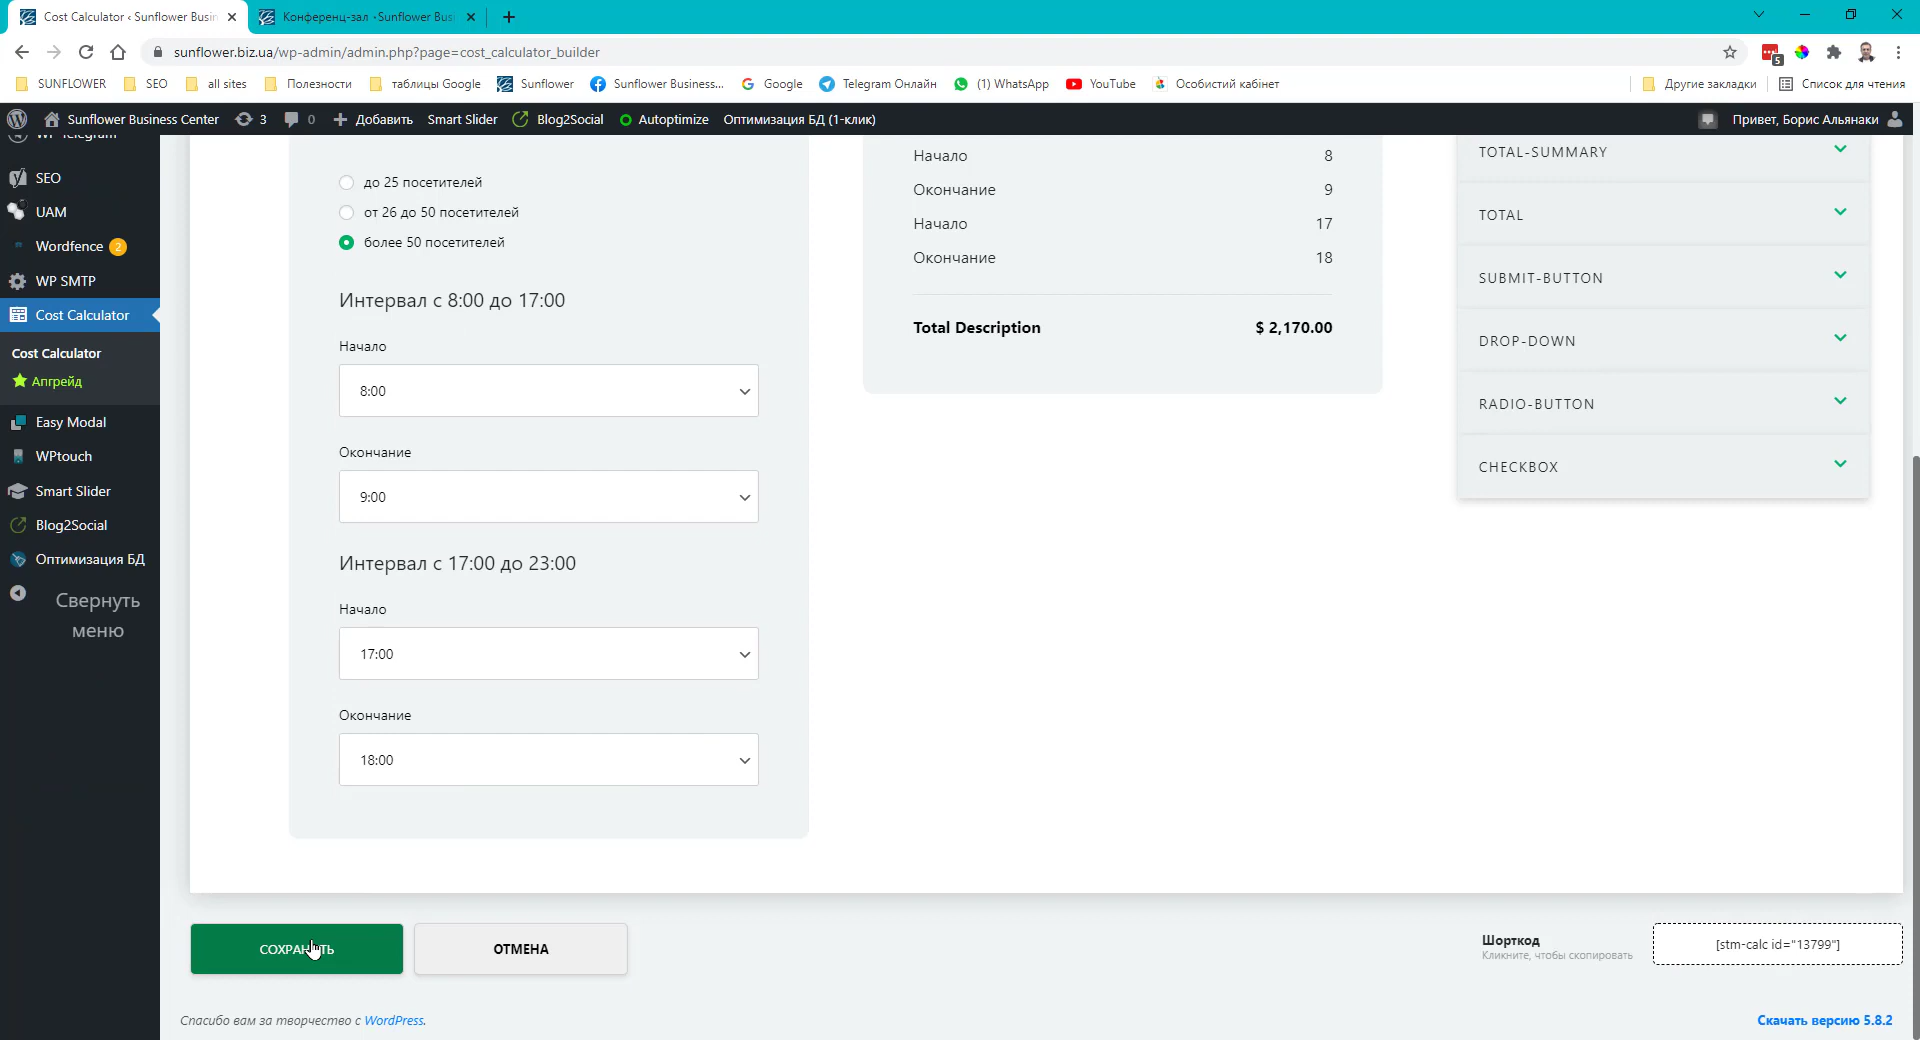 Cost Calculator ‹ Sunflower Busin
Конференц-зал - Sunflower Busi
sunflower.biz.ua/wp-admin/admin.php?page=cost_calculator_builder
5
SUNFLOWER
SEO
all sites
Полезности
таблицы Google
Sunflower
Sunflower Business...
Google
Telegram Онлайн
(1) WhatsApp
YouTube
Особистий кабінет
Другие закладки
Список для чтения
Sunflower Business Center
3
0
Добавить
Smart Slider
Blog2Social
Autoptimize
Оптимизация БД (1-клик)
Привет, Борис Альянаки
WP Telegram
SEO
UAM
Wordfence 2
WP SMTP
Cost Calculator
Cost Calculator
Апгрейд
Easy Modal
WPtouch
Smart Slider
Blog2Social
Оптимизация БД
Свернуть
меню
до 25 посетителей
от 26 до 50 посетителей
более 50 посетителей
Интервал с 8:00 до 17:00
Начало
8:00
Окончание
9:00
Интервал с 17:00 до 23:00
Начало
17:00
Окончание
18:00
Начало 8
Окончание 9
Начало 17
Окончание 18
Total Description $ 2,170.00
TOTAL-SUMMARY
TOTAL
SUBMIT-BUTTON
DROP-DOWN
RADIO-BUTTON
CHECKBOX
СОХРАНИТЬ
ОТМЕНА
Шорткод
Кликните, чтобы скопировать
[stm-calc id="13799"]
Спасибо вам за творчество с WordPress.
Скачать версию 5.8.2